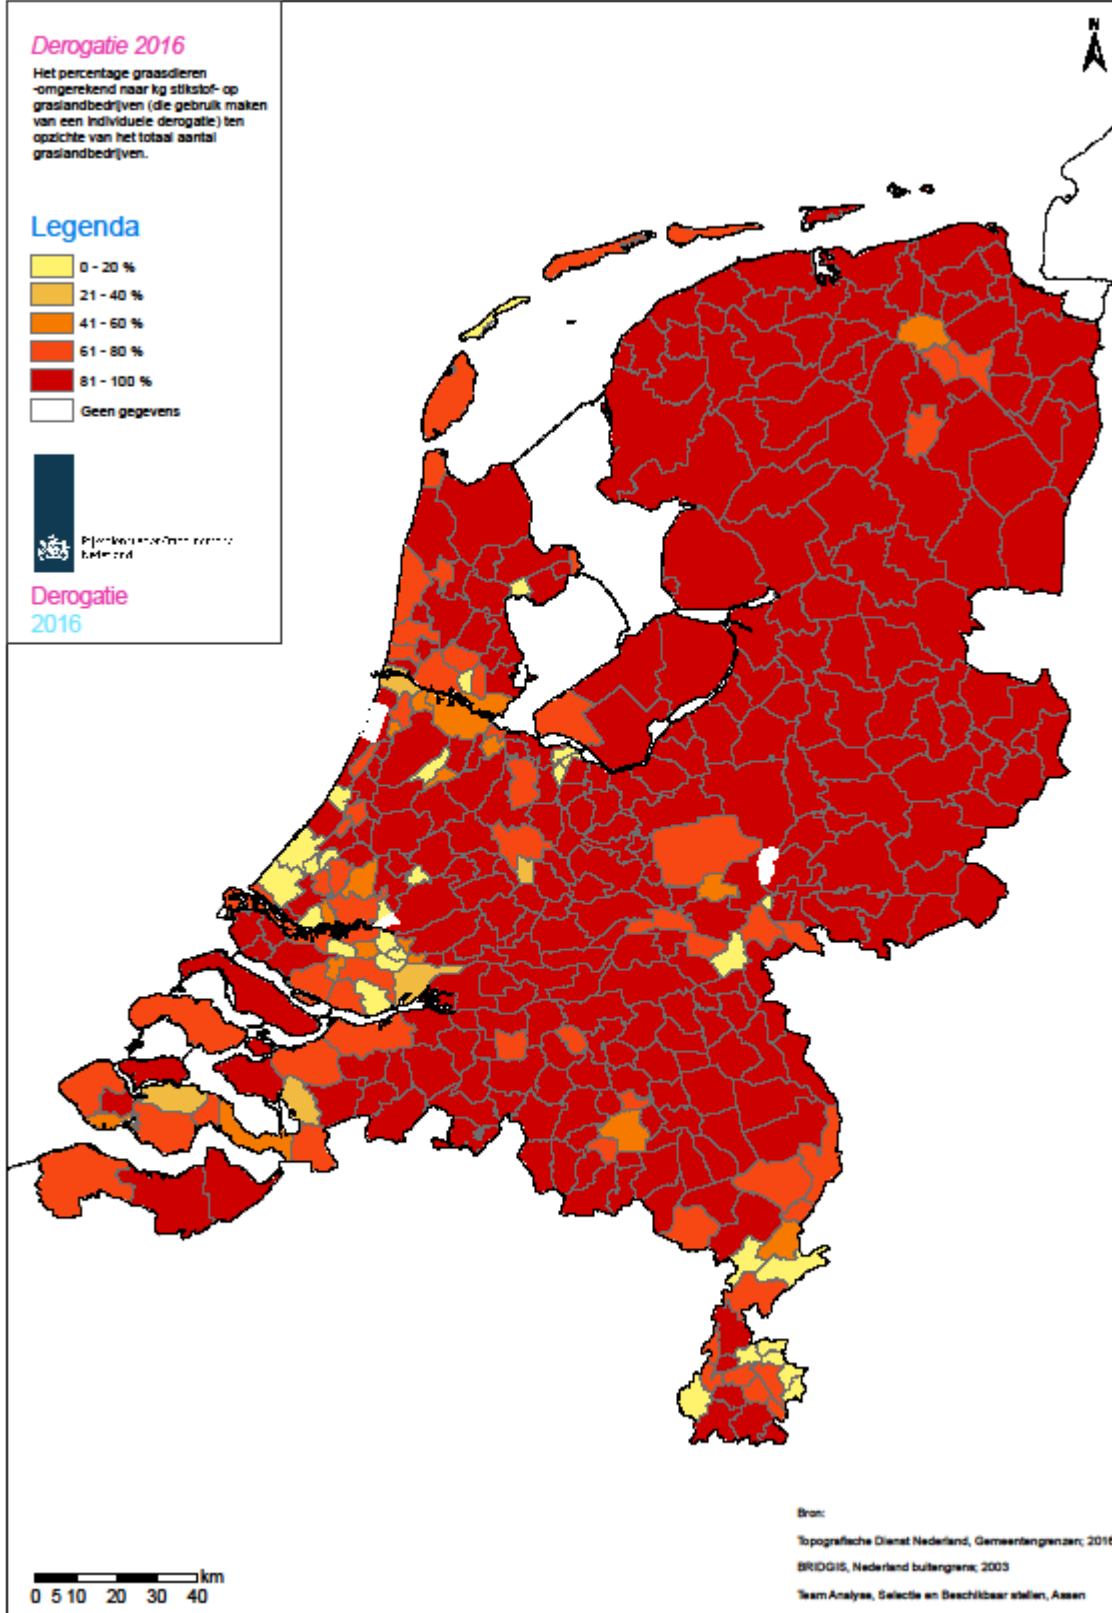 Derogatie 2016
Het percentage graasdieren
-omgerekend naar kg stikstof- op
graslandbedrijven (die gebruik maken
van een individuele derogatie) ten
opzichte van het totaal aantal
graslandbedrijven.
Legenda
0 - 20 %
21 - 40 %
41 - 60 %
61 - 80 %
81 - 100 %
Geen gegevens
Nederland
Derogatie
2016
N
km
0 5 10 20 30 40
Bron:
Topografische Dienst Nederland, Gemeentengrenzen; 2016
BRIDGIS, Nederland buitengrens; 2003
Team Analyse, Selectie en Beschikbaar stellen, Assen